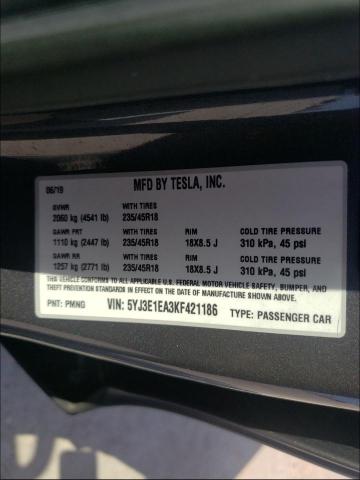 06/19 MFD BY TESLA, INC.
GVWR WITH TIRES
2060 kg (4541 lb) 235/45R18
GAWR FRT WITH TIRES RIM COLD TIRE PRESSURE
1110 kg (2447 lb) 235/45R18 18X8.5 J 310 kPa, 45 psi
GAWR RR WITH TIRES RIM COLD TIRE PRESSURE
1257 kg (2771 lb) 235/45R18 18X8.5 J 310 kPa, 45 psi
THIS VEHICLE CONFORMS TO ALL APPLICABLE U.S. FEDERAL MOTOR VEHICLE SAFETY, BUMPER, AND
THEFT PREVENTION STANDARDS IN EFFECT ON THE DATE OF MANUFACTURE SHOWN ABOVE.
PNT: PMNG VIN: 5YJ3E1EA3KF421186 TYPE: PASSENGER CAR